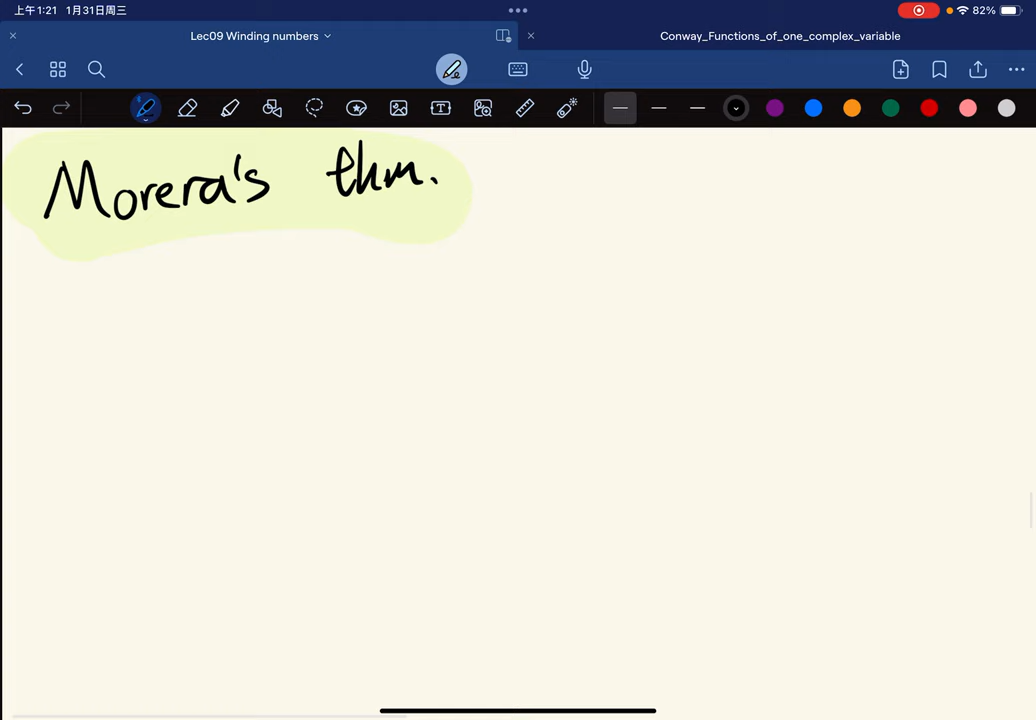 上午1:21 1月31日周三
82%
Lec09 Winding numbers
Conway_Functions_of_one_complex_variable
T
Morera's thm.